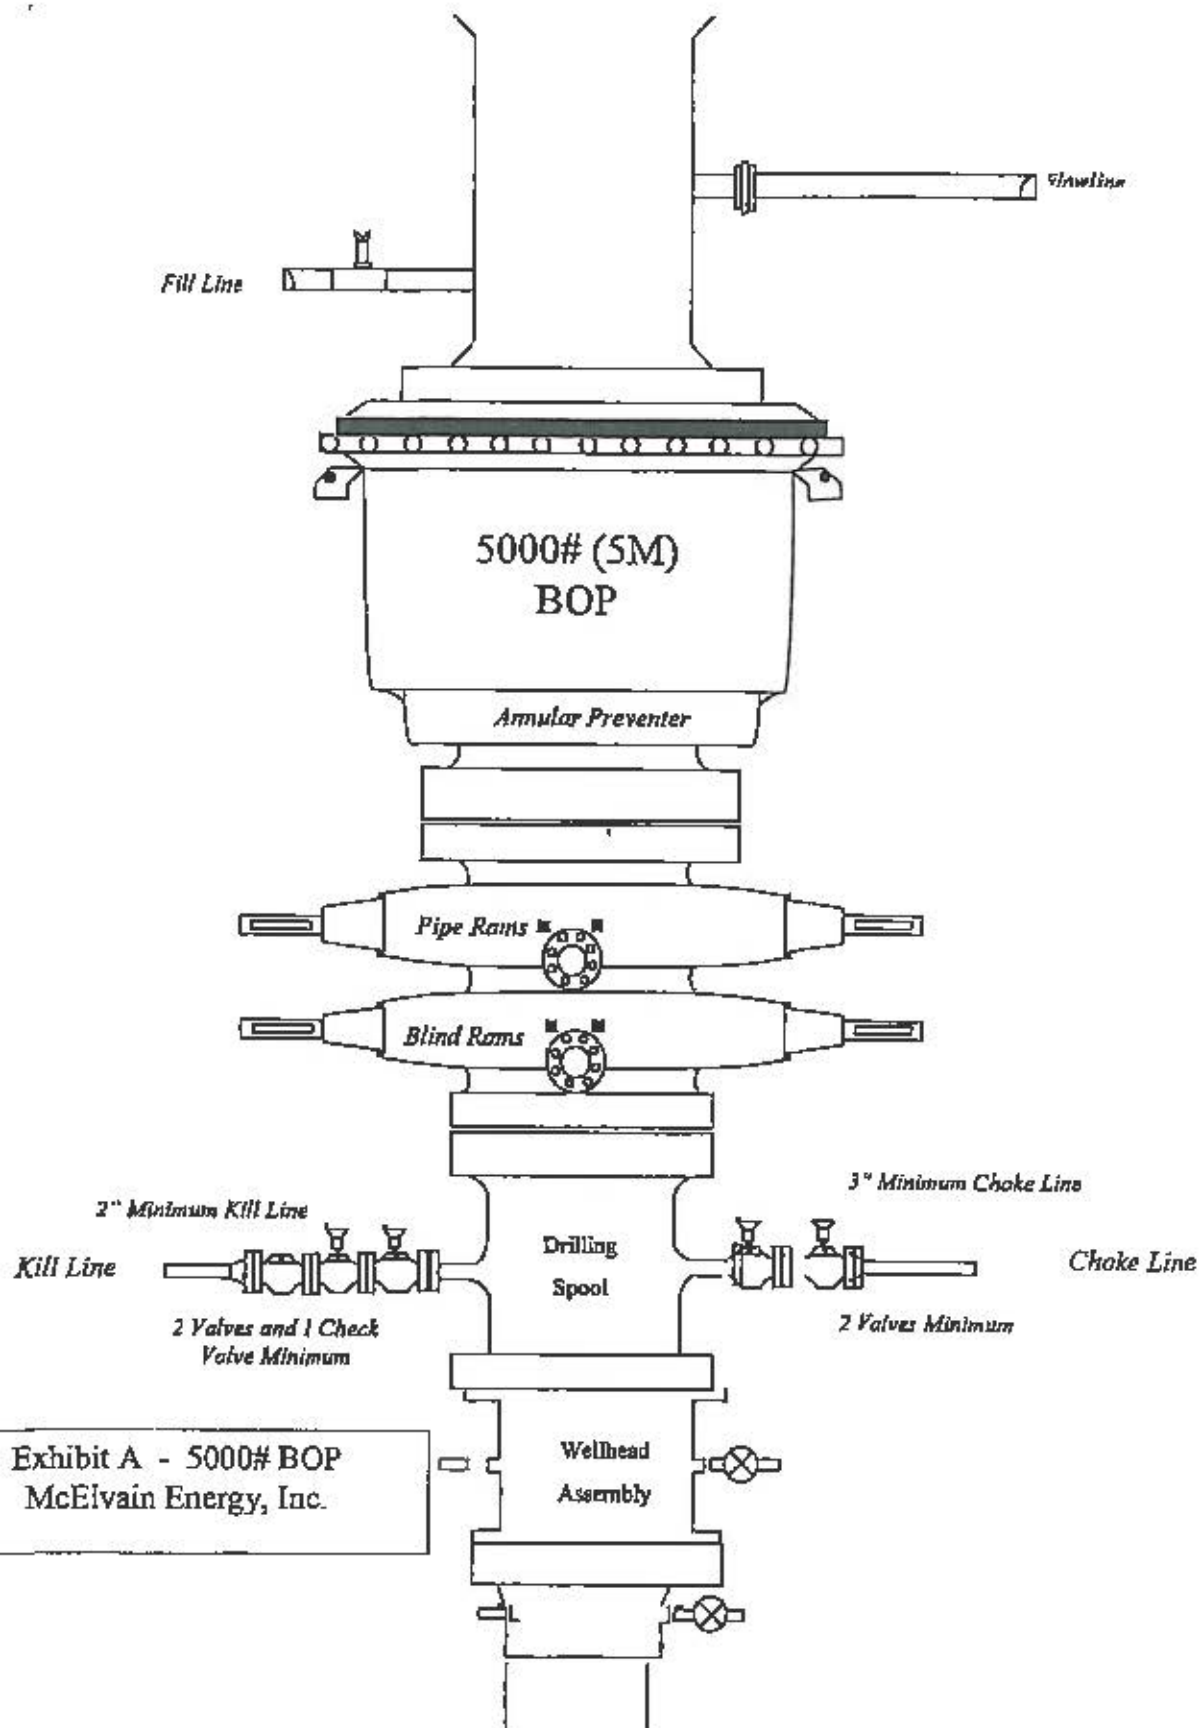 Flowline
Fill Line
5000# (5M)
BOP
Annular Preventer
Pipe Rams
Blind Rams
3" Minimum Choke Line
2" Minimum Kill Line
Drilling
Spool
Kill Line
Choke Line
2 Valves and 1 Check
Valve Minimum
2 Valves Minimum
Wellhead
Assembly
Exhibit A - 5000# BOP
McElvain Energy, Inc.